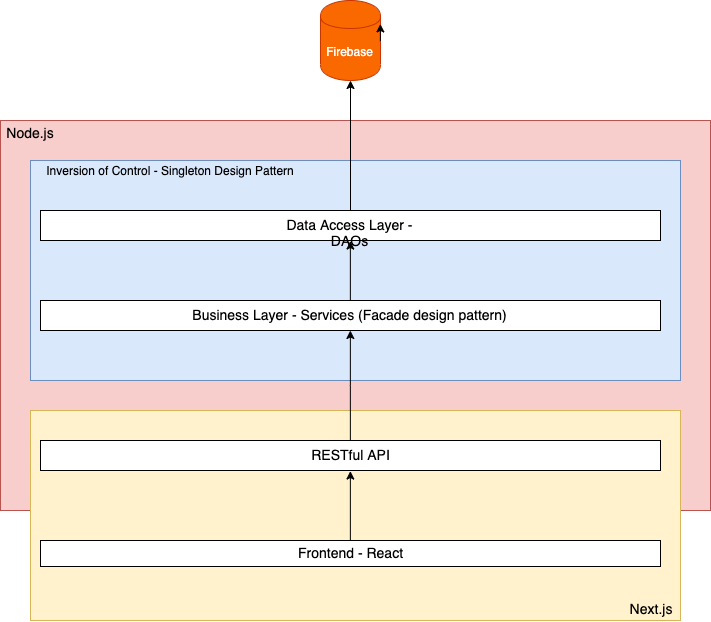 Firebase
Node.js
Inversion of Control - Singleton Design Pattern
Data Access Layer -
DAOs
Business Layer - Services (Facade design pattern)
RESTful API
Frontend - React
Next.js